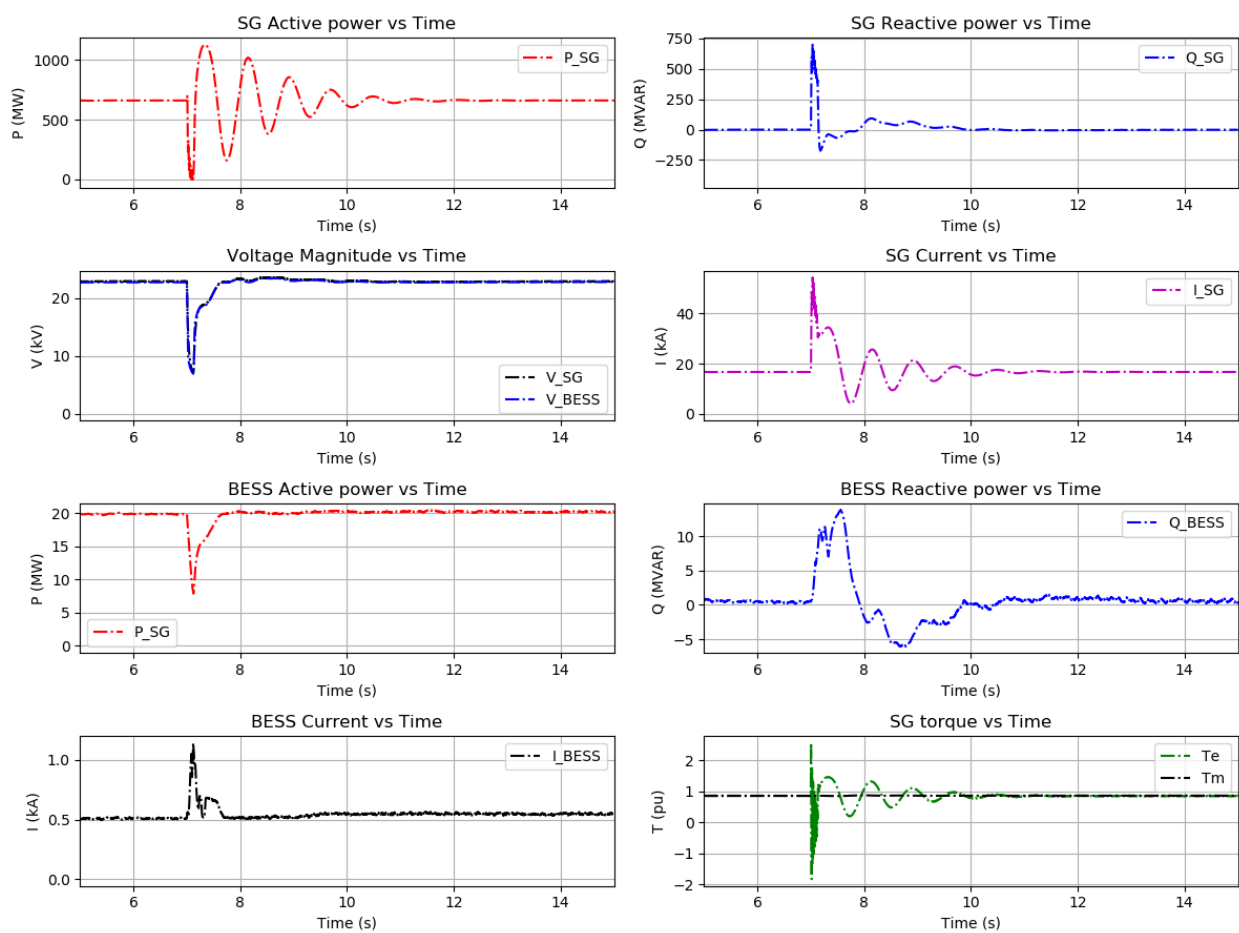 SG Active power vs Time
P (MW)
1000
500
0
P_SG
6 8 10 12 14
Time (s)
SG Reactive power vs Time
Q (MVAR)
750
500
250
0
−250
Q_SG
6 8 10 12 14
Time (s)
Voltage Magnitude vs Time
V (kV)
20
10
0
V_SG
V_BESS
6 8 10 12 14
Time (s)
SG Current vs Time
I (kA)
40
20
0
I_SG
6 8 10 12 14
Time (s)
BESS Active power vs Time
P (MW)
20
15
10
5
0
P_SG
6 8 10 12 14
Time (s)
BESS Reactive power vs Time
Q (MVAR)
10
5
0
−5
Q_BESS
6 8 10 12 14
Time (s)
BESS Current vs Time
I (kA)
1.0
0.5
0.0
I_BESS
6 8 10 12 14
Time (s)
SG torque vs Time
T (pu)
2
1
0
−1
−2
Te
Tm
6 8 10 12 14
Time (s)